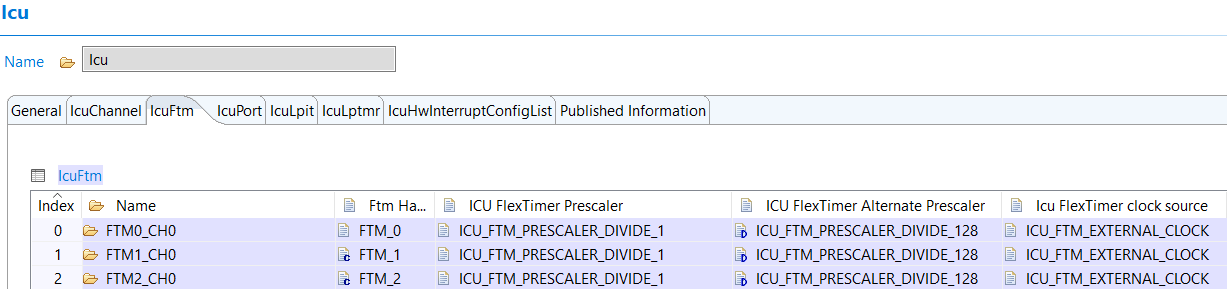 Icu
Name Icu
General IcuChannel IcuFtm IcuPort IcuLpit IcuLptmr IcuHwInterruptConfigList Published Information
IcuFtm
Index Name Ftm Ha... ICU FlexTimer Prescaler ICU FlexTimer Alternate Prescaler Icu FlexTimer clock source
0 FTM0_CH0 FTM_0 ICU_FTM_PRESCALER_DIVIDE_1 ICU_FTM_PRESCALER_DIVIDE_128 ICU_FTM_EXTERNAL_CLOCK
1 FTM1_CH0 FTM_1 ICU_FTM_PRESCALER_DIVIDE_1 ICU_FTM_PRESCALER_DIVIDE_128 ICU_FTM_EXTERNAL_CLOCK
2 FTM2_CH0 FTM_2 ICU_FTM_PRESCALER_DIVIDE_1 ICU_FTM_PRESCALER_DIVIDE_128 ICU_FTM_EXTERNAL_CLOCK